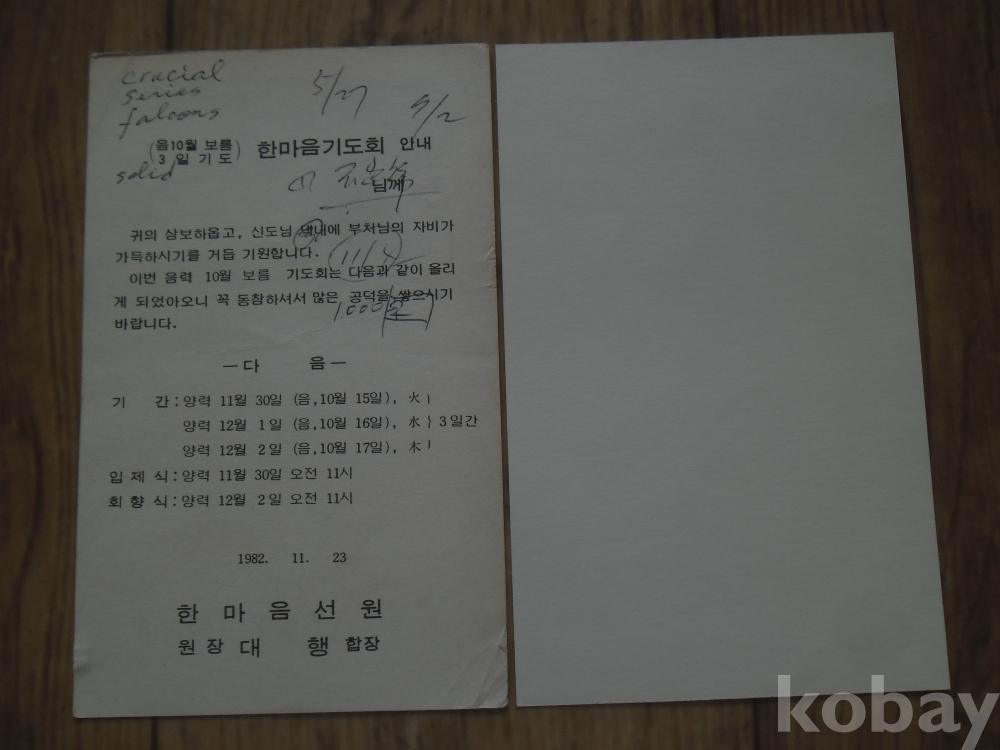 crucial
series
falcons
solid
5/27
9/2
(음10월 보름
3 일 기 도)
한마음기도회 안내
님께
귀의 삼보하옵고, 신도님 댁내에 부처님의 자비가
가득하시기를 거듭 기원합니다.
이번 음력 10월 보름 기도회는 다음과 같이 올리
게 되었아오니 꼭 동참하셔서 많은 공덕을 쌓으시기
바랍니다.
1,000
—다 음—
기 간:양력 11월 30일 (음,10월 15일), 火
양력 12월 1일 (음,10월 16일), 水 } 3일간
양력 12월 2일 (음,10월 17일), 木
입 제 식:양력 11월 30일 오전 11시
회 향 식:양력 12월 2일 오전 11시
1982. 11. 23
한 마 음 선 원
원 장 대 행 합장
kobay